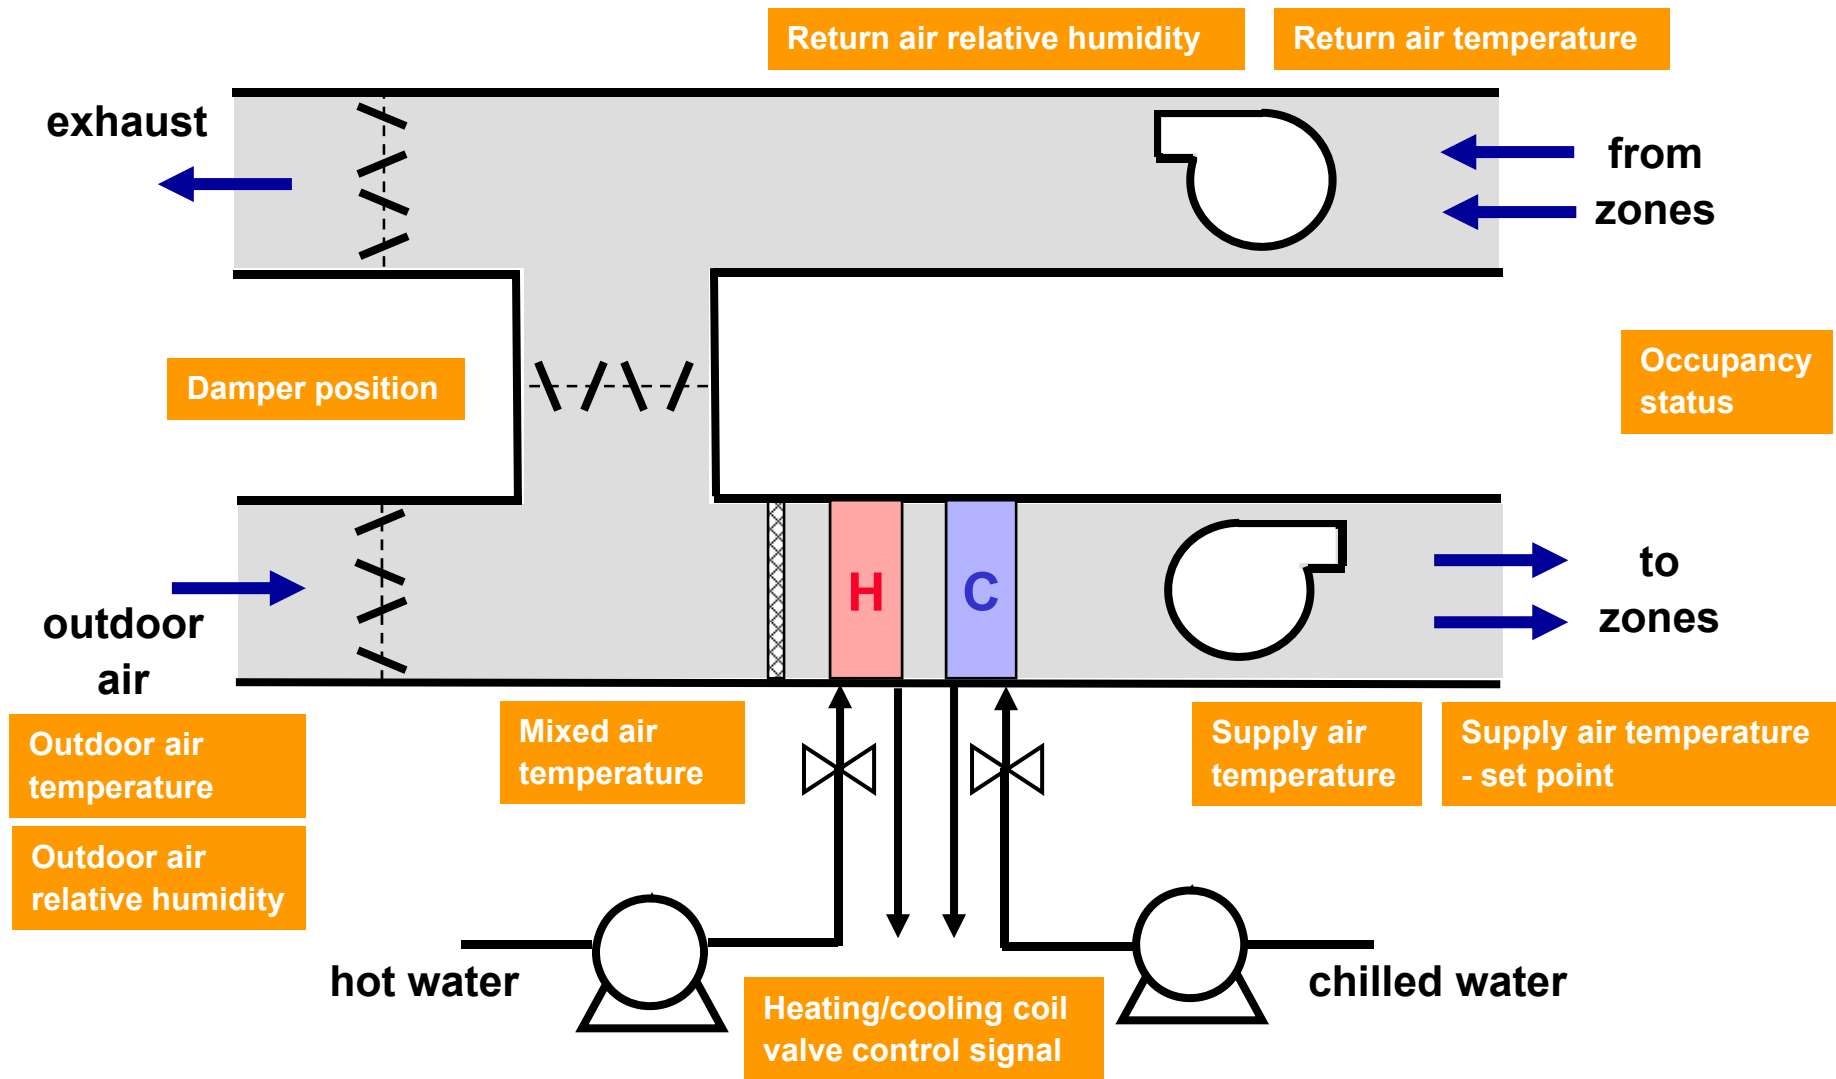 Return air relative humidity
Return air temperature
exhaust
from
zones
Damper position
Occupancy
status
H
C
to
zones
outdoor
air
Outdoor air
temperature
Mixed air
temperature
Supply air
temperature
Supply air temperature
- set point
Outdoor air
relative humidity
hot water
chilled water
Heating/cooling coil
valve control signal